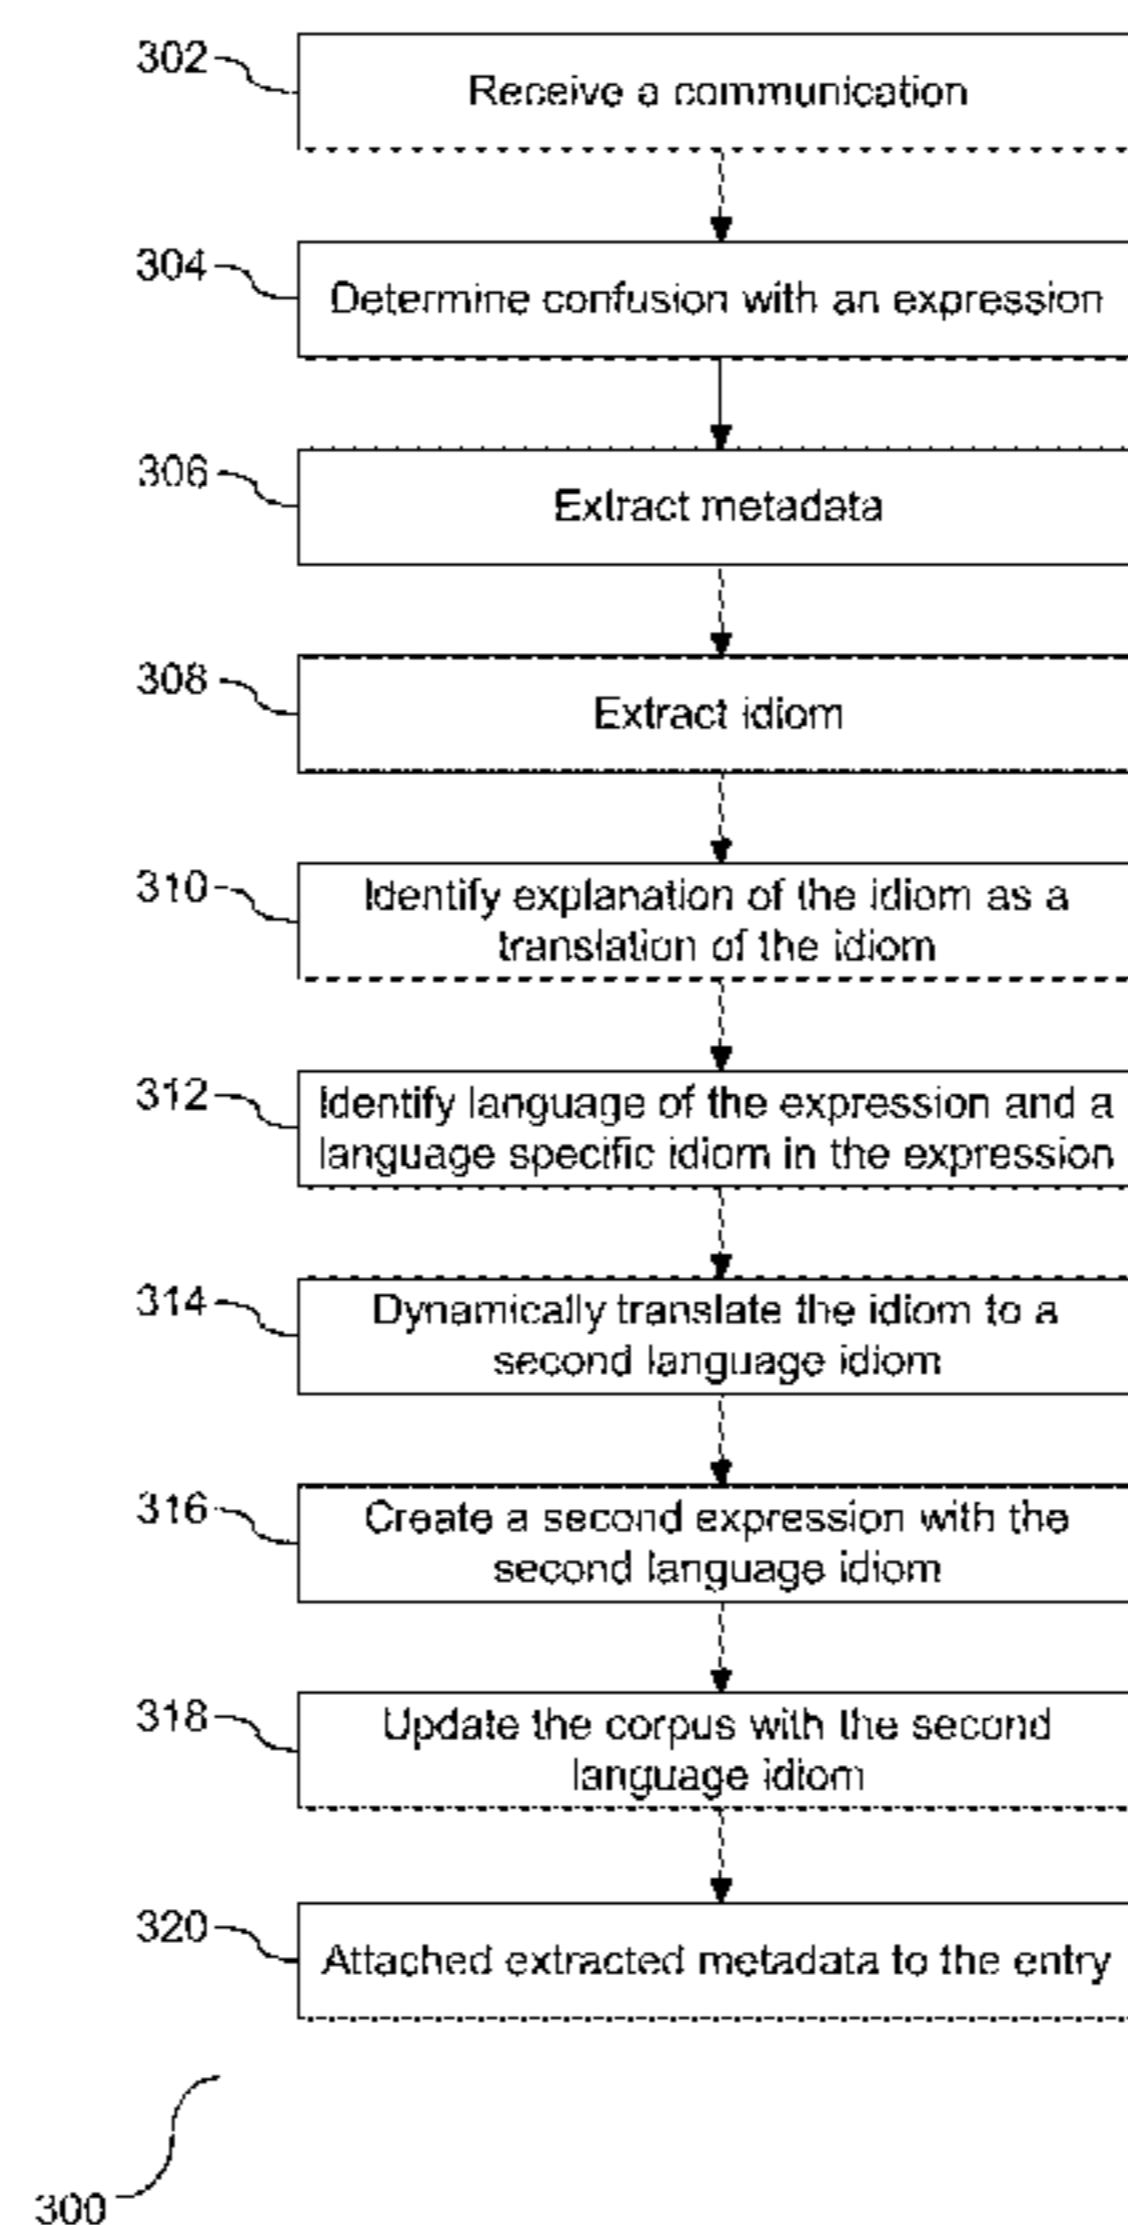 302
Receive a communication
304
Determine confusion with an expression
306
Extract metadata
308
Extract idiom
310
Identify explanation of the idiom as a
translation of the idiom
312
Identify language of the expression and a
language specific idiom in the expression
314
Dynamically translate the idiom to a
second language idiom
316
Create a second expression with the
second language idiom
318
Update the corpus with the second
language idiom
320
Attached extracted metadata to the entry
300